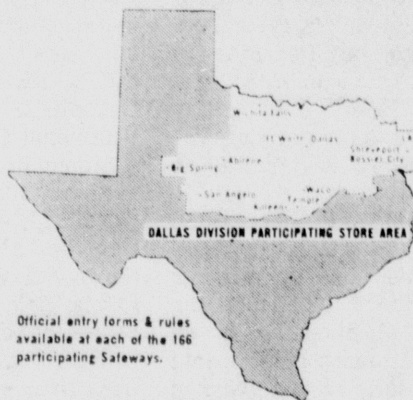 Wichita Falls
Ft Worth Dallas
Shreveport
Bossier City
Abilene
Big Spring
San Angelo
Waco
Temple
Killeen
DALLAS DIVISION PARTICIPATING STORE AREA
Official entry forms & rules
available at each of the 166
participating Safeways.